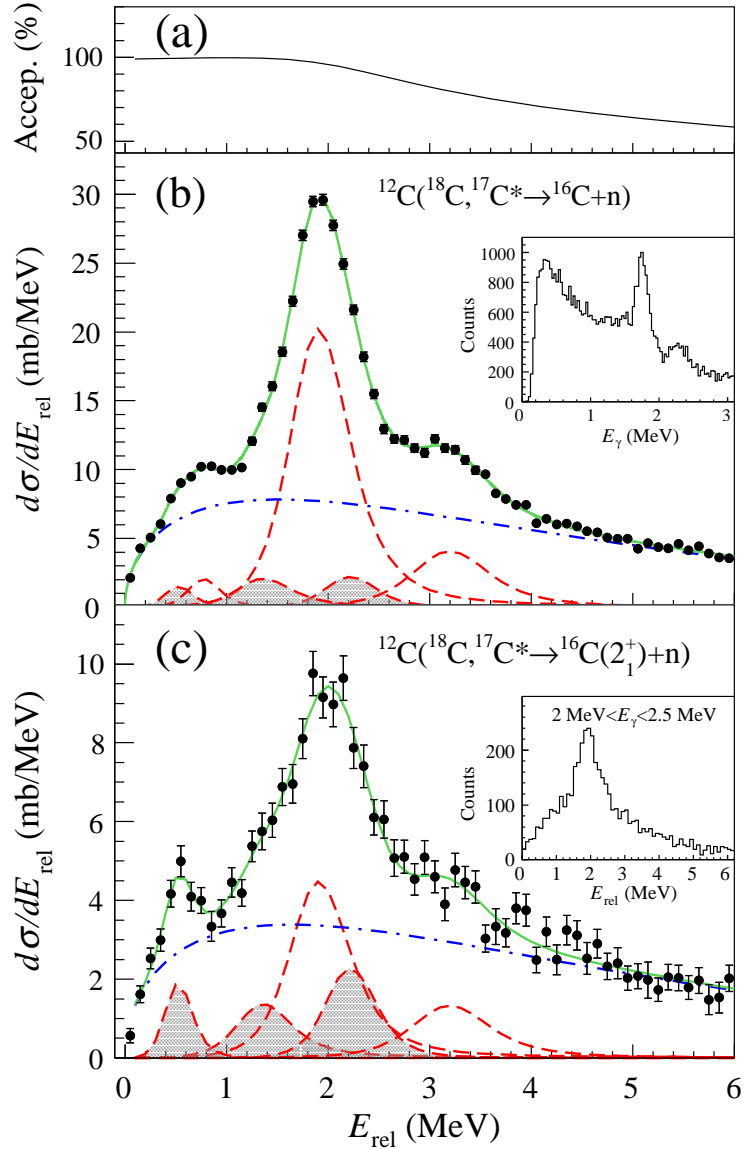 (a)
Accep. (%)
100
50
(b)
¹²C(¹⁸C,¹⁷C*→¹⁶C+n)
dσ/dE_rel (mb/MeV)
30
25
20
15
10
5
0
Counts
1000
800
600
400
200
0
0 1 2 3
E_γ (MeV)
(c)
¹²C(¹⁸C,¹⁷C*→¹⁶C(2₁⁺)+n)
dσ/dE_rel (mb/MeV)
10
8
6
4
2
0
2 MeV<E_γ<2.5 MeV
Counts
200
100
0
0 1 2 3 4 5 6
E_rel (MeV)
0 1 2 3 4 5 6
E_rel (MeV)